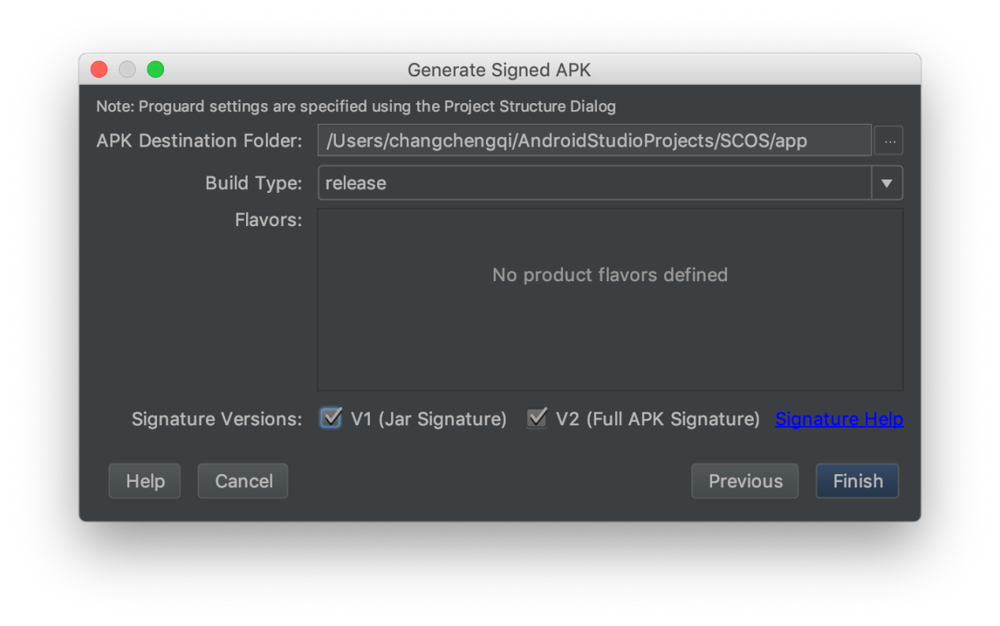 Generate Signed APK
Note: Proguard settings are specified using the Project Structure Dialog
APK Destination Folder: /Users/changchengqi/AndroidStudioProjects/SCOS/app ...
Build Type: release
Flavors:
No product flavors defined
Signature Versions: V1 (Jar Signature) V2 (Full APK Signature) Signature Help
Help Cancel Previous Finish